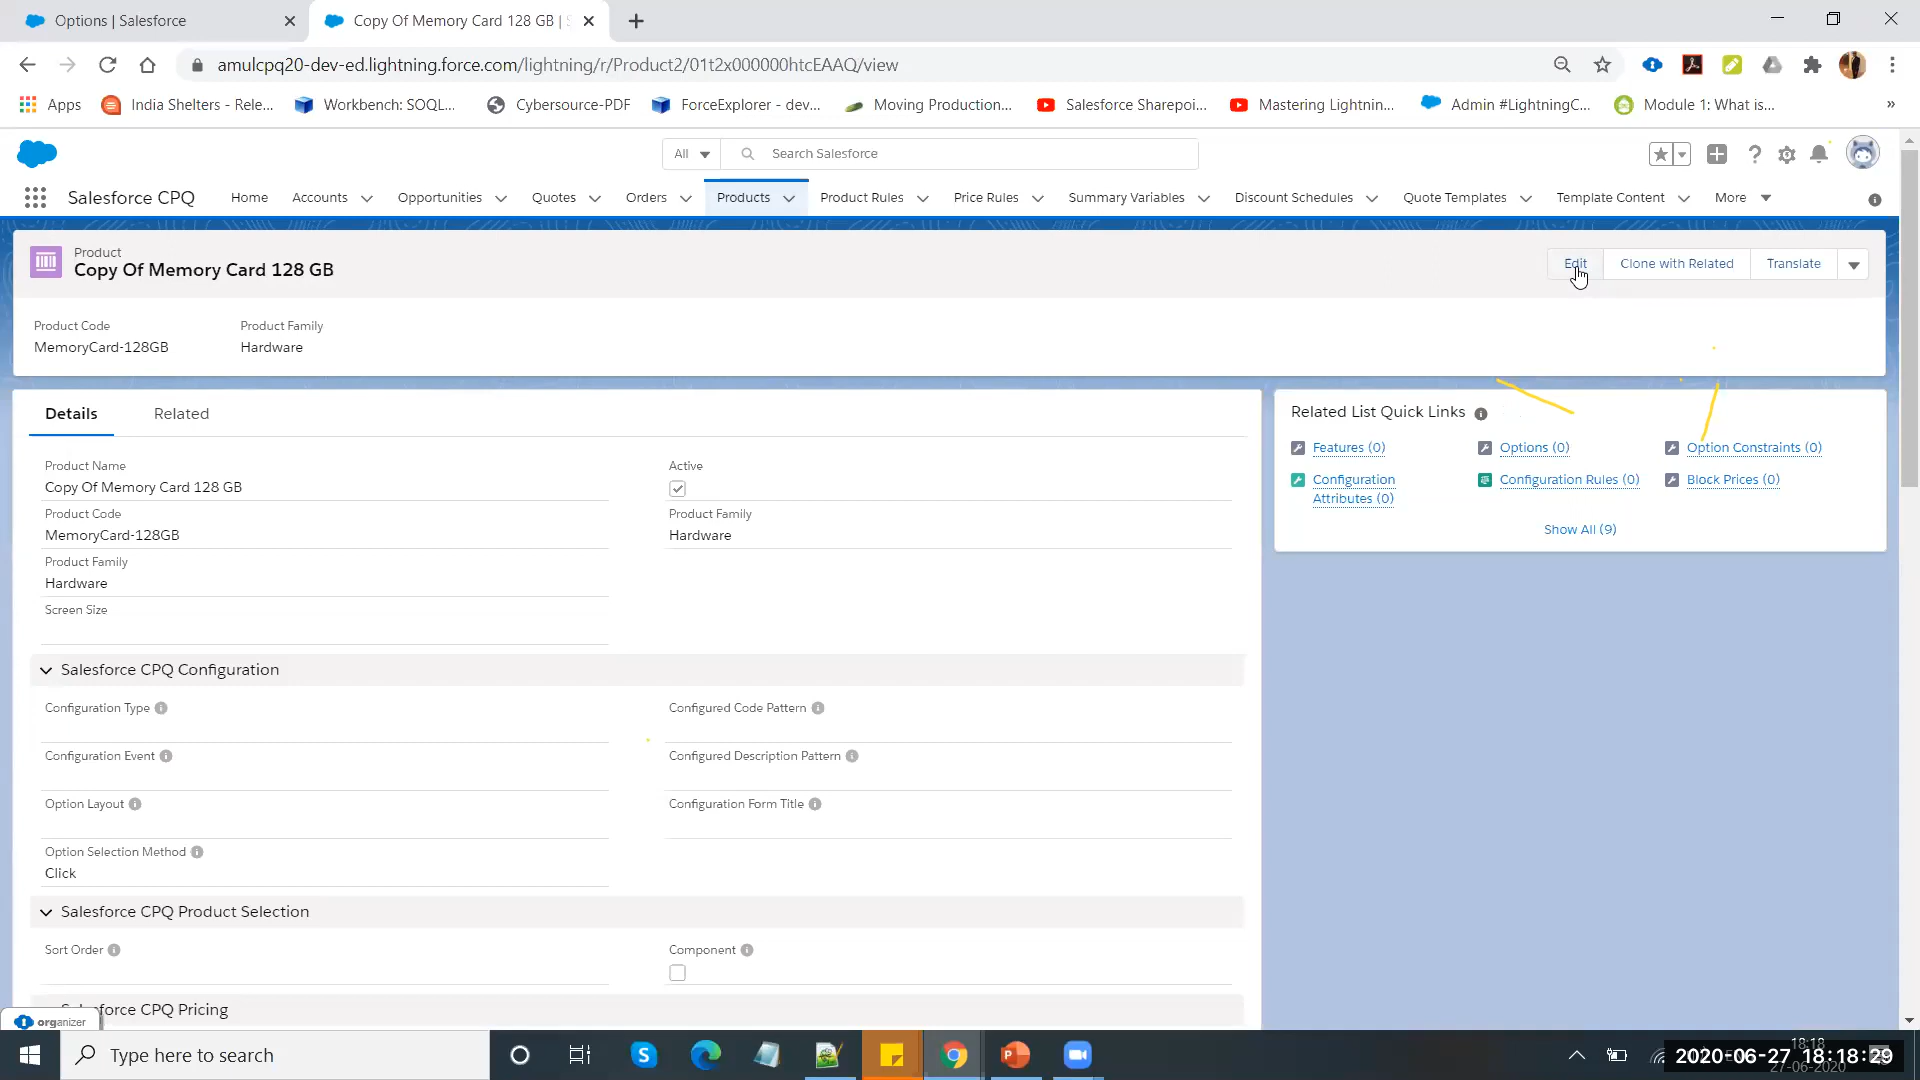 Options | Salesforce
Copy Of Memory Card 128 GB | S
amulcpq20-dev-ed.lightning.force.com/lightning/r/Product2/01t2x000000htcEAAQ/view
Apps
India Shelters - Rele...
Workbench: SOQL...
Cybersource-PDF
ForceExplorer - dev...
Moving Production...
Salesforce Sharepoi...
Mastering Lightnin...
Admin #LightningC...
Module 1: What is...
»
All
Search Salesforce
Salesforce CPQ
Home
Accounts
Opportunities
Quotes
Orders
Products
Product Rules
Price Rules
Summary Variables
Discount Schedules
Quote Templates
Template Content
More
Product
Copy Of Memory Card 128 GB
Edit
Clone with Related
Translate
Product Code
Product Family
MemoryCard-128GB
Hardware
Details
Related
Product Name
Copy Of Memory Card 128 GB
Active
Product Code
MemoryCard-128GB
Product Family
Hardware
Product Family
Hardware
Screen Size
Salesforce CPQ Configuration
Configuration Type
Configured Code Pattern
Configuration Event
Configured Description Pattern
Option Layout
Configuration Form Title
Option Selection Method
Click
Salesforce CPQ Product Selection
Sort Order
Component
force CPQ Pricing
Related List Quick Links
Features (0)
Options (0)
Option Constraints (0)
Configuration Attributes (0)
Configuration Rules (0)
Block Prices (0)
Show All (9)
organizer
Type here to search
18:18
2020-06-27 18:18:29
27-06-2020